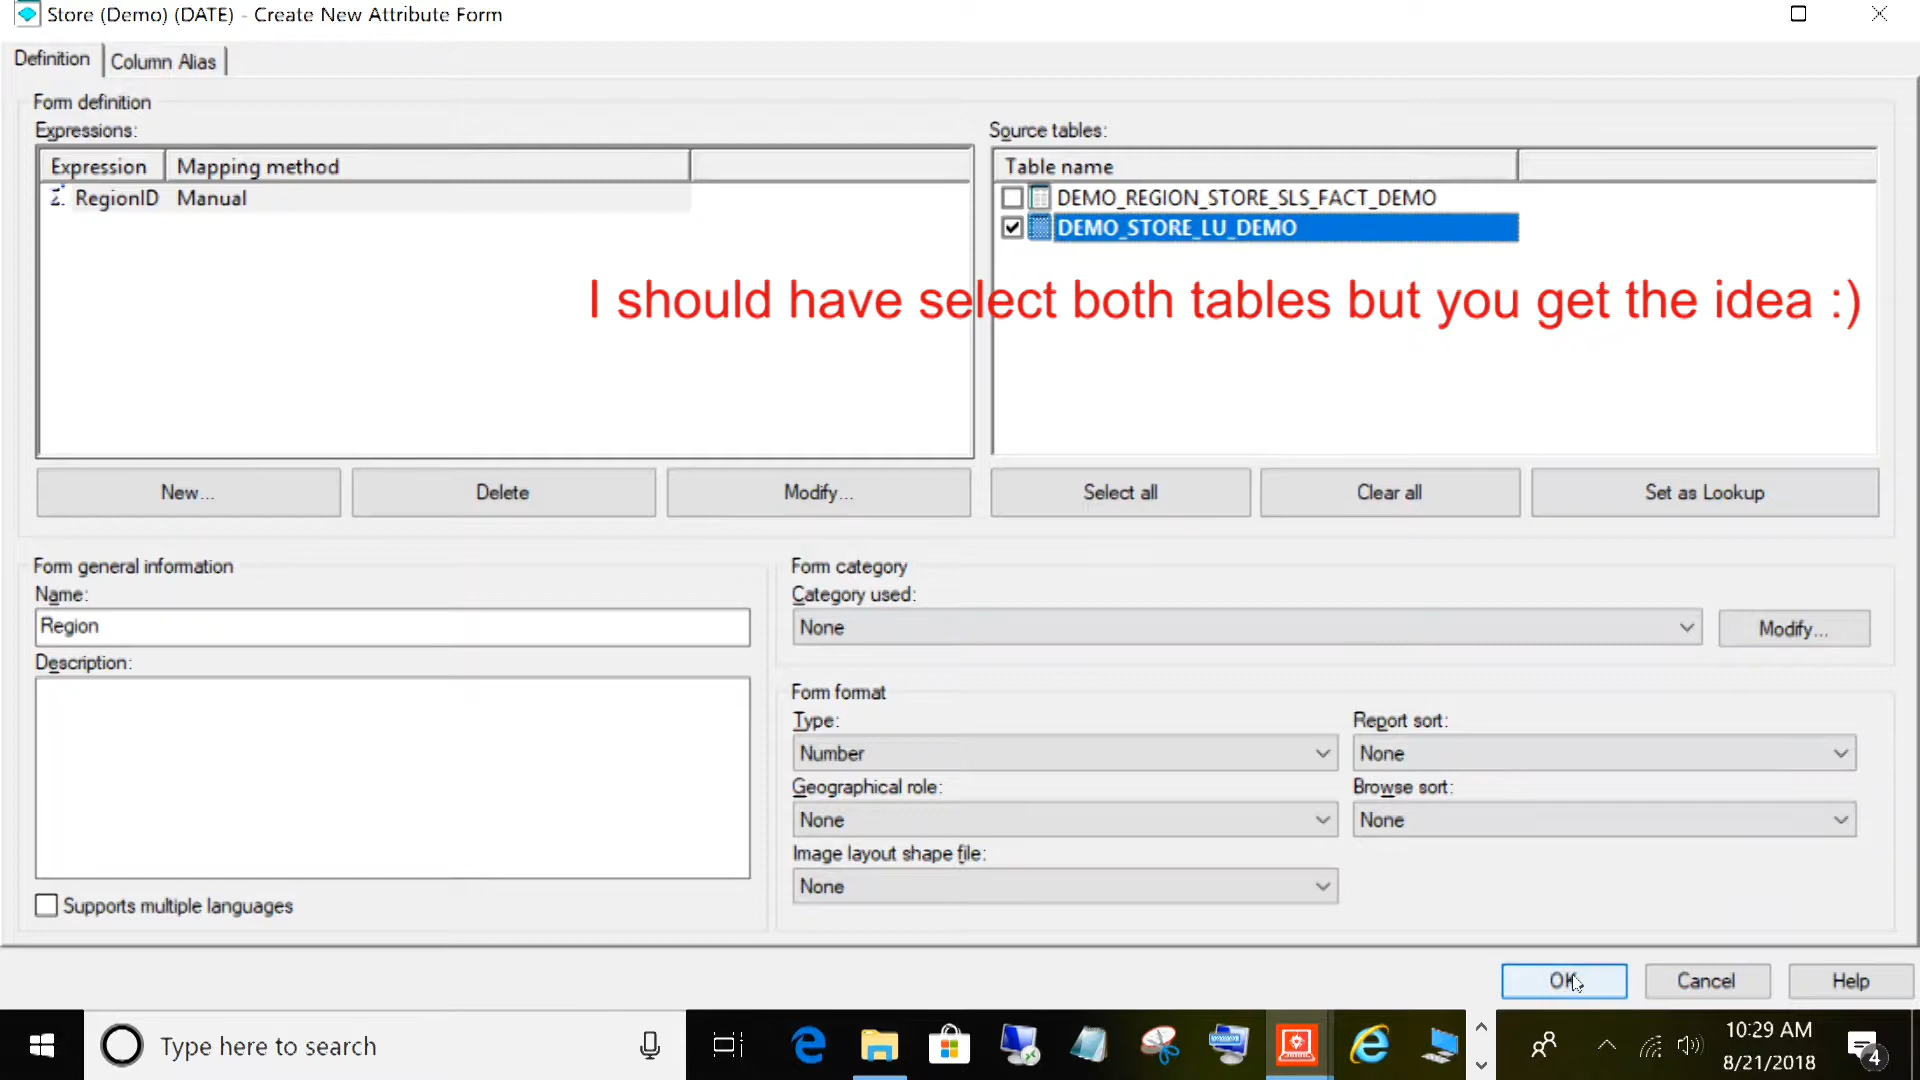 Store (Demo) (DATE) - Create New Attribute Form
Definition
Column Alias
Form definition
Expressions:
Source tables:
Expression
Mapping method
Table name
RegionID
Manual
DEMO_REGION_STORE_SLS_FACT_DEMO
DEMO_STORE_LU_DEMO
I should have select both tables but you get the idea :)
New...
Delete
Modify...
Select all
Clear all
Set as Lookup
Form general information
Form category
Name:
Category used:
Region
None
Modify...
Description:
Form format
Type:
Report sort:
Number
None
Geographical role:
Browse sort:
None
None
Image layout shape file:
None
Supports multiple languages
OK
Cancel
Help
Type here to search
10:29 AM
8/21/2018
4